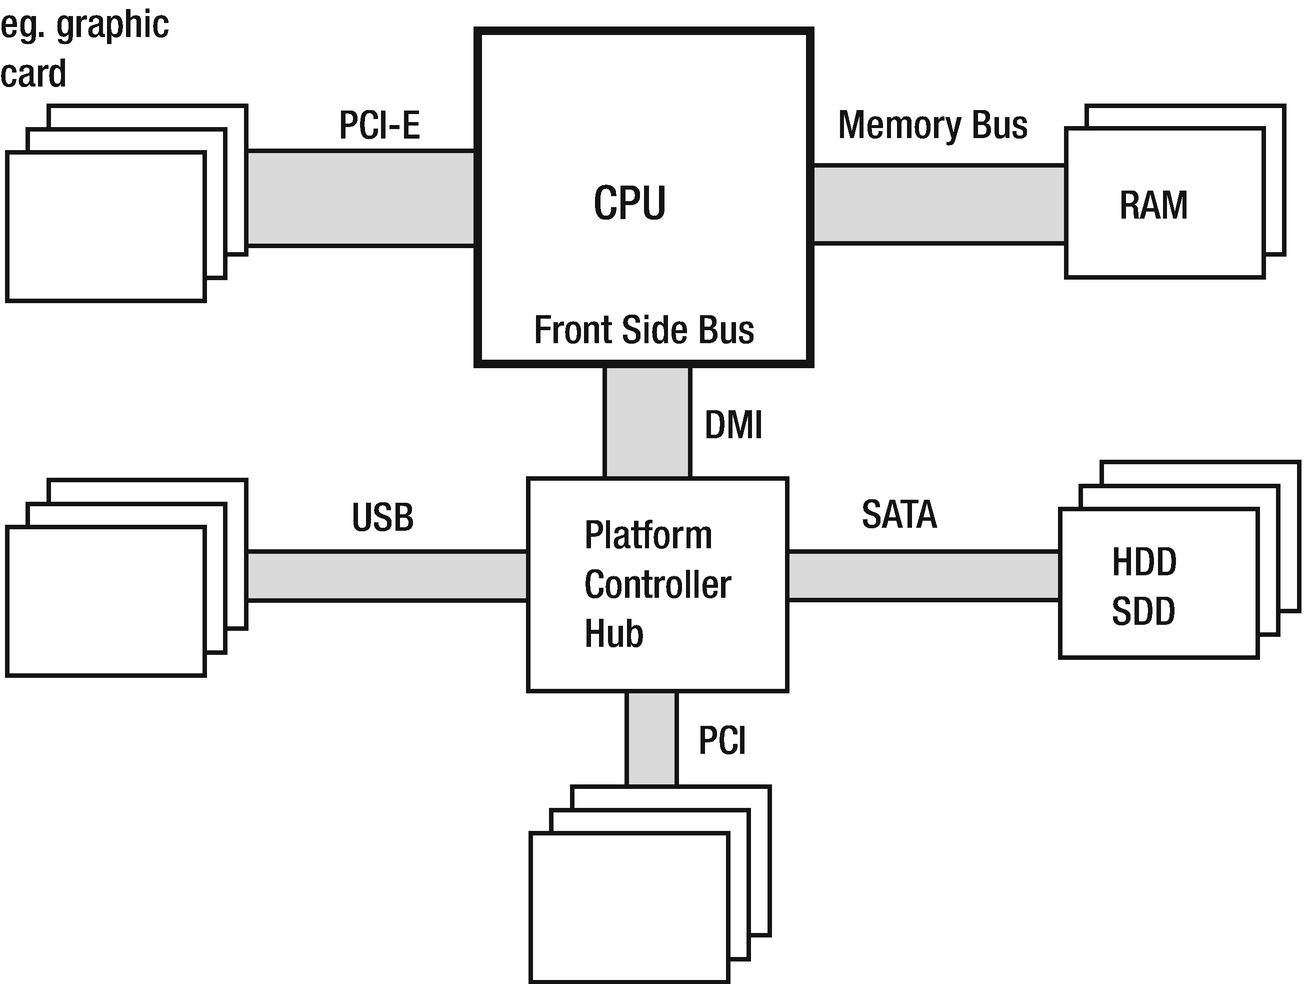 eg. graphic
card
PCI-E
Memory Bus
CPU
RAM
Front Side Bus
DMI
USB
SATA
Platform
Controller
Hub
HDD
SDD
PCI